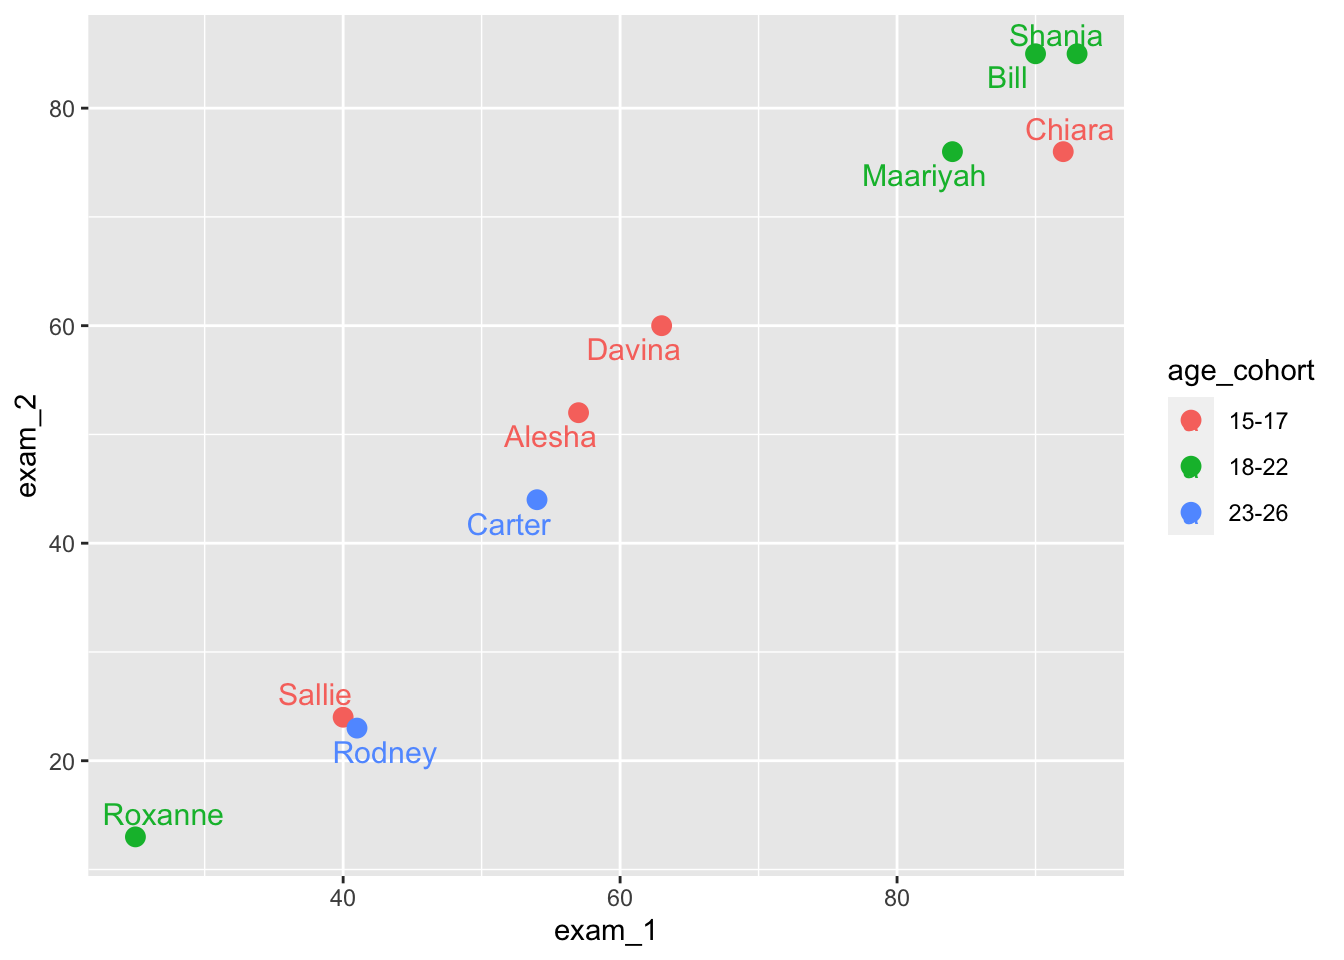 Shania
Bill
Chiara
Maariyah
Davina
Alesha
Carter
Sallie
Rodney
Roxanne
80
60
40
20
exam_2
40
60
80
exam_1
age_cohort
15-17
18-22
23-26